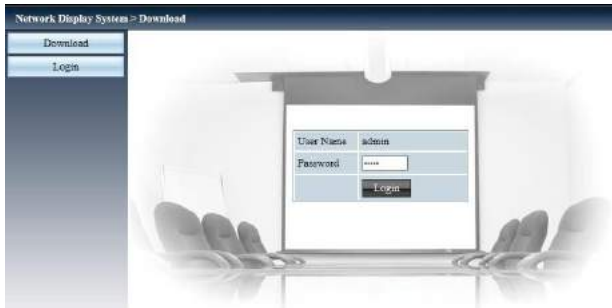 Network Display System > Download
Download
Login
User Name admin
Password •••••
Login